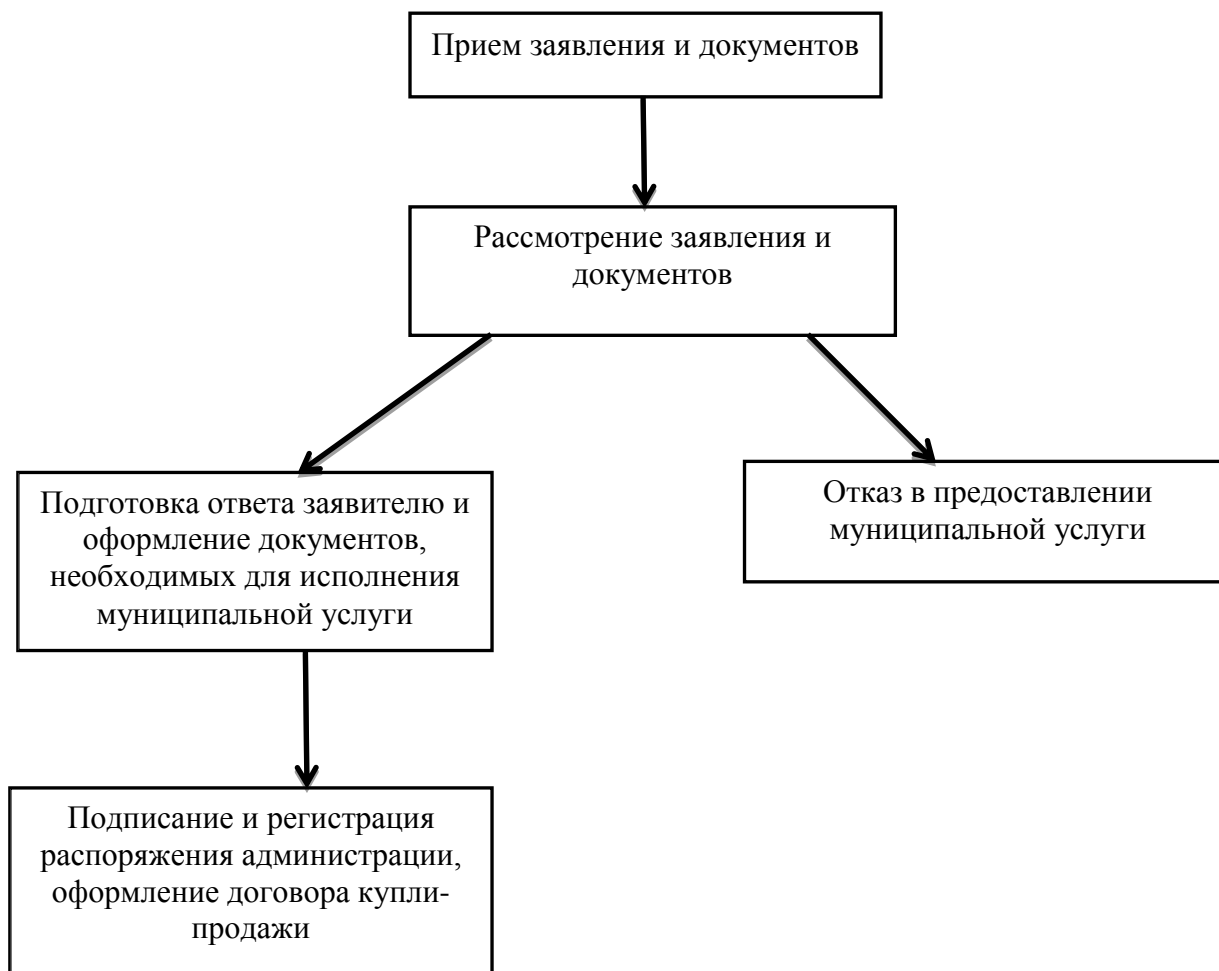 Прием заявления и документов
Рассмотрение заявления и
документов
Подготовка ответа заявителю и
оформление документов,
необходимых для исполнения
муниципальной услуги
Отказ в предоставлении
муниципальной услуги
Подписание и регистрация
распоряжения администрации,
оформление договора купли-
продажи